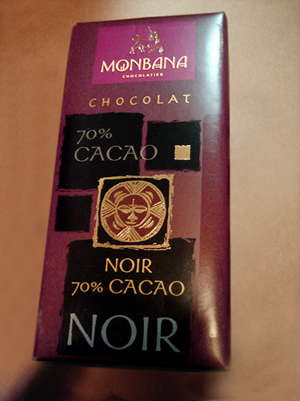 MONBANA
CHOCOLATIER
CHOCOLAT
70%
CACAO
NOIR
70% CACAO
NOIR